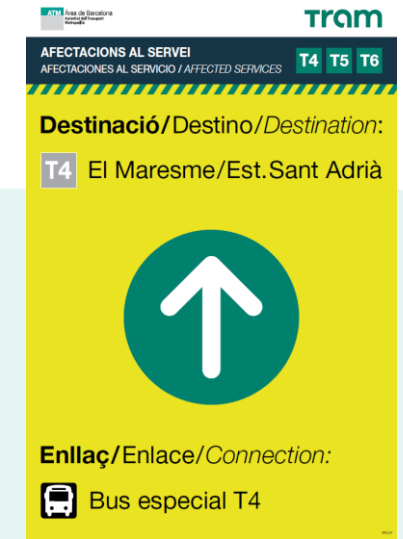 ATM Àrea de Barcelona
Autoritat del Transport
Metropolità
TRAM
AFECTACIONS AL SERVEI
AFECTACIONES AL SERVICIO / AFFECTED SERVICES
T4 T5 T6
Destinació/Destino/Destination:
T4 El Maresme/Est.Sant Adrià
Enllaç/Enlace/Connection:
Bus especial T4